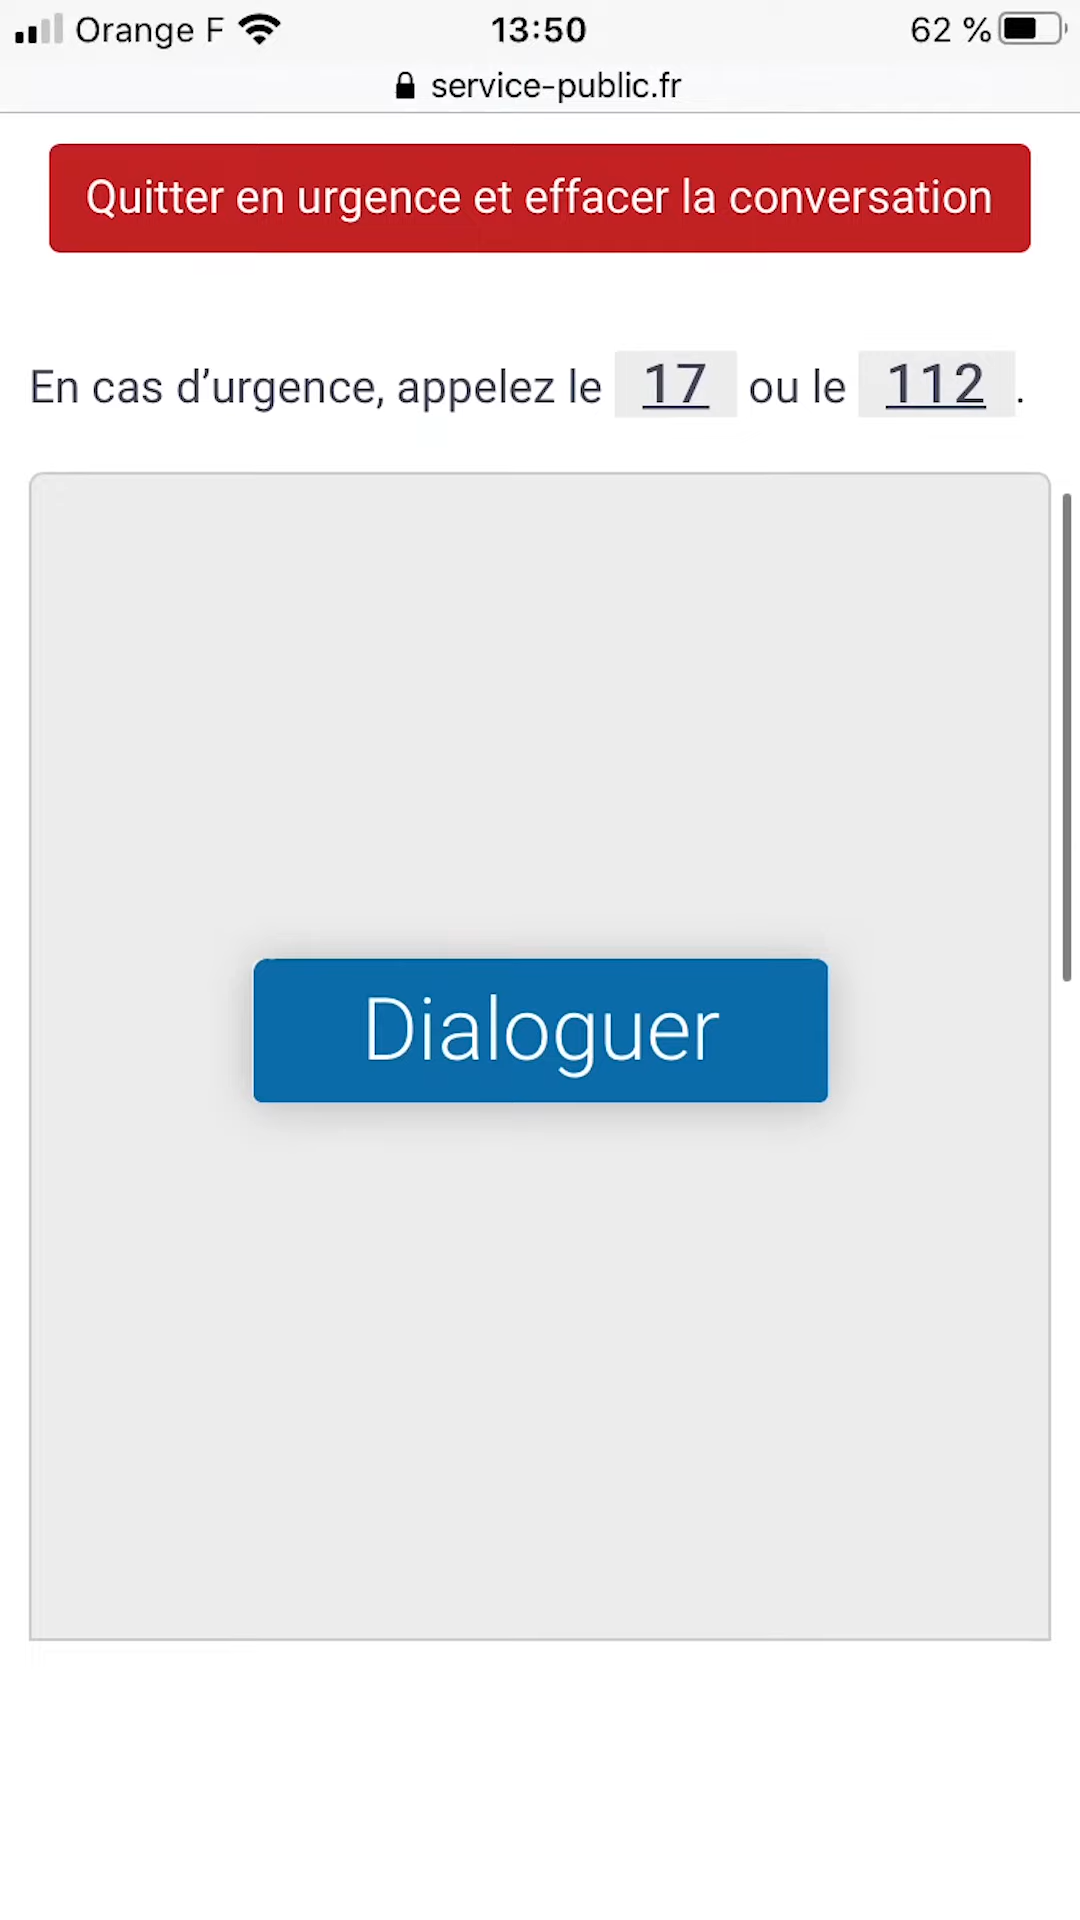 Orange F 13:50 62 %
service-public.fr
Quitter en urgence et effacer la conversation
En cas d’urgence, appelez le 17 ou le 112 .
Dialoguer